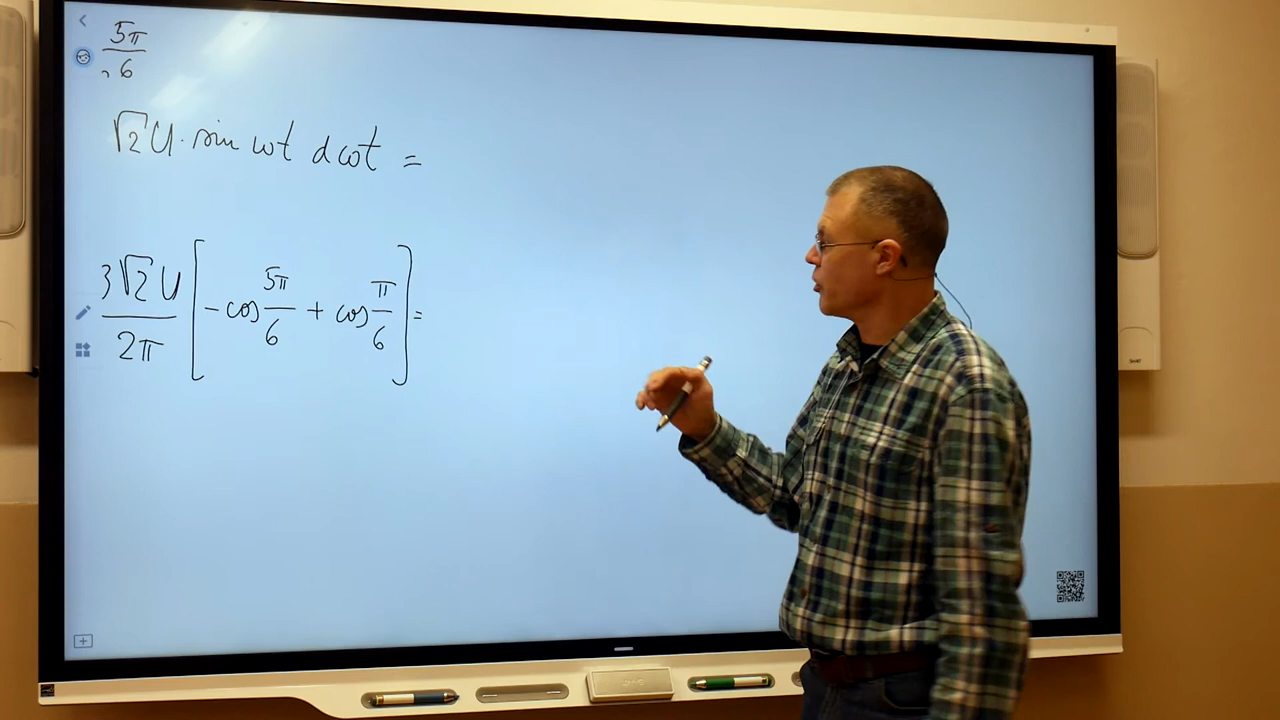 5π/6
√2 U · sin ωt dωt =
3√2 U/2π [ - cos 5π/6 + cos π/6 ] =